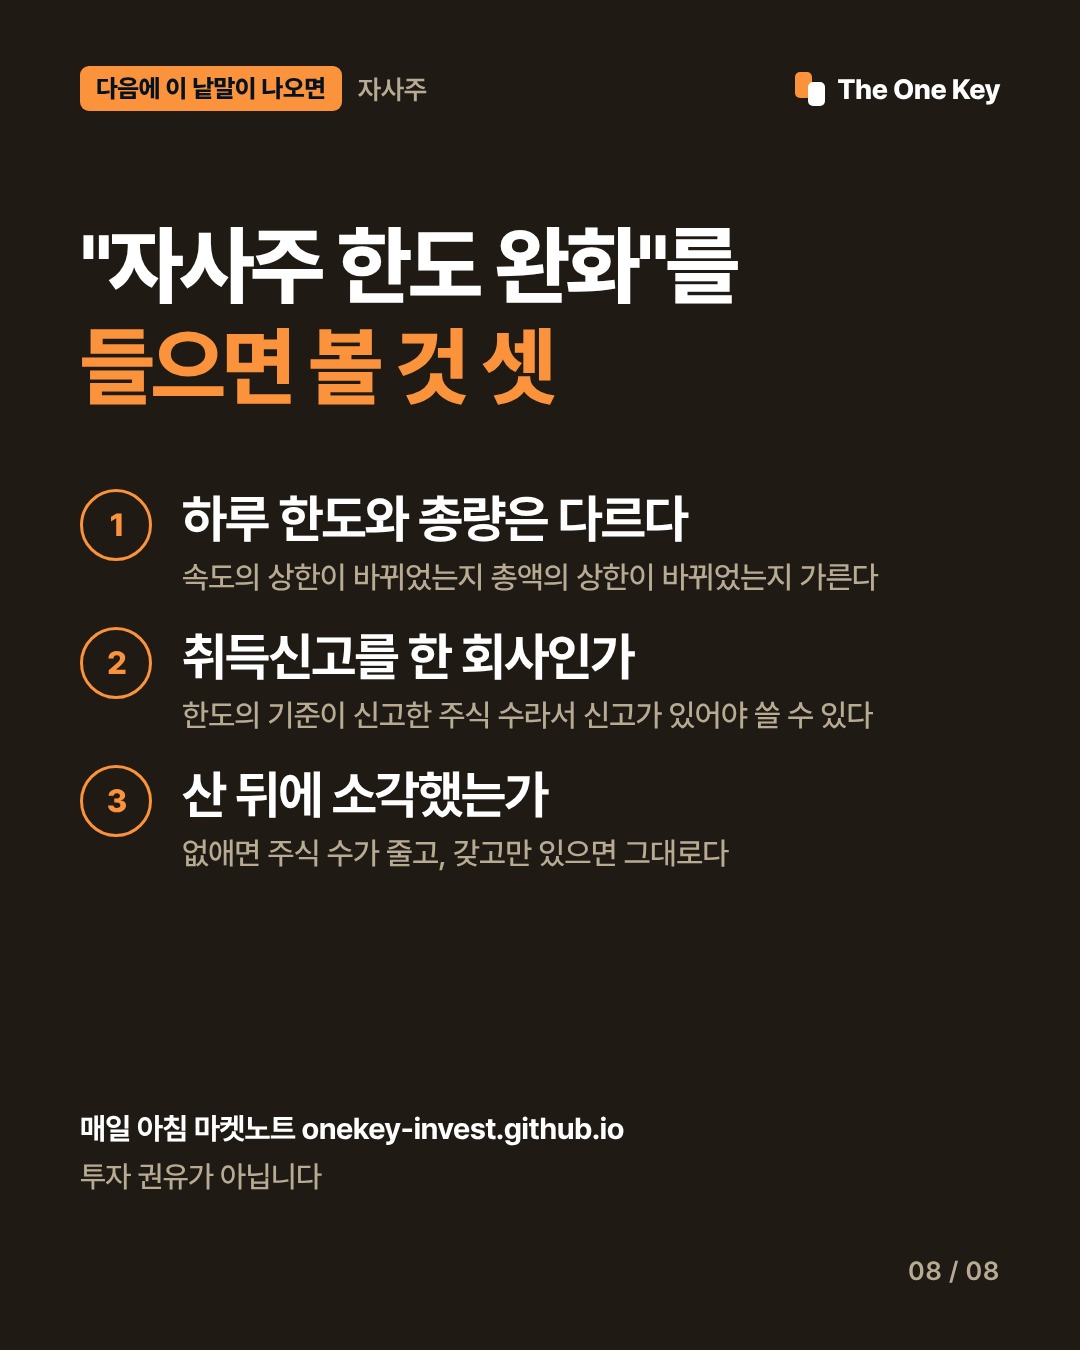 다음에 이 낱말이 나오면 자사주
The One Key
"자사주 한도 완화"를
들으면 볼 것 셋
1 하루 한도와 총량은 다르다
속도의 상한이 바뀌었는지 총액의 상한이 바뀌었는지 가른다
2 취득신고를 한 회사인가
한도의 기준이 신고한 주식 수라서 신고가 있어야 쓸 수 있다
3 산 뒤에 소각했는가
없애면 주식 수가 줄고, 갖고만 있으면 그대로다
매일 아침 마켓노트 onekey-invest.github.io
투자 권유가 아닙니다
08 / 08